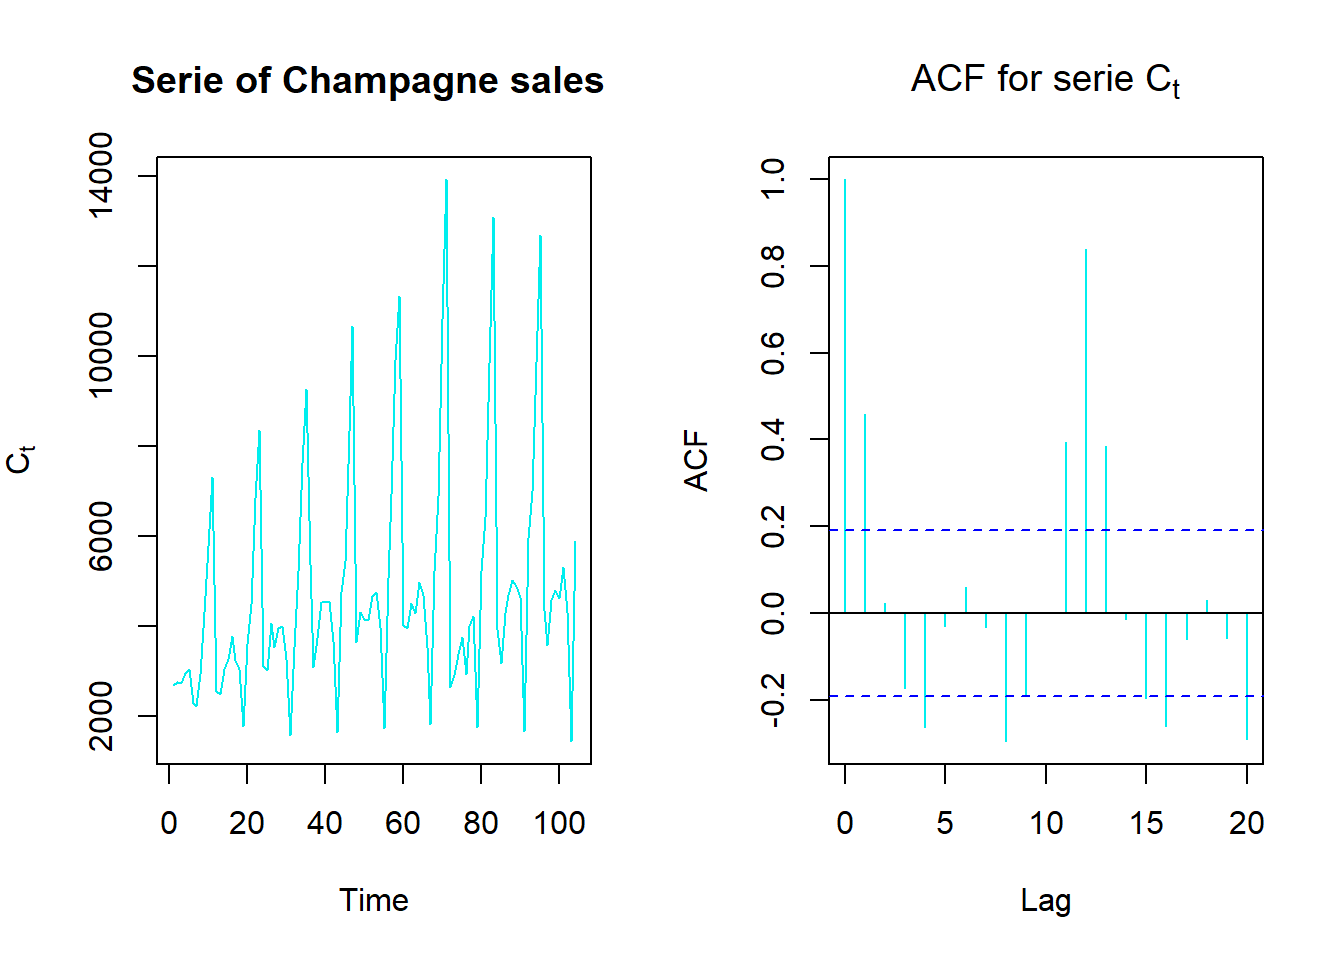 Serie of Champagne sales
14000
10000
6000
2000
Cₜ
0 20 40 60 80 100
Time
ACF for serie Cₜ
1.0
0.8
0.6
0.4
0.2
0.0
-0.2
ACF
0 5 10 15 20
Lag